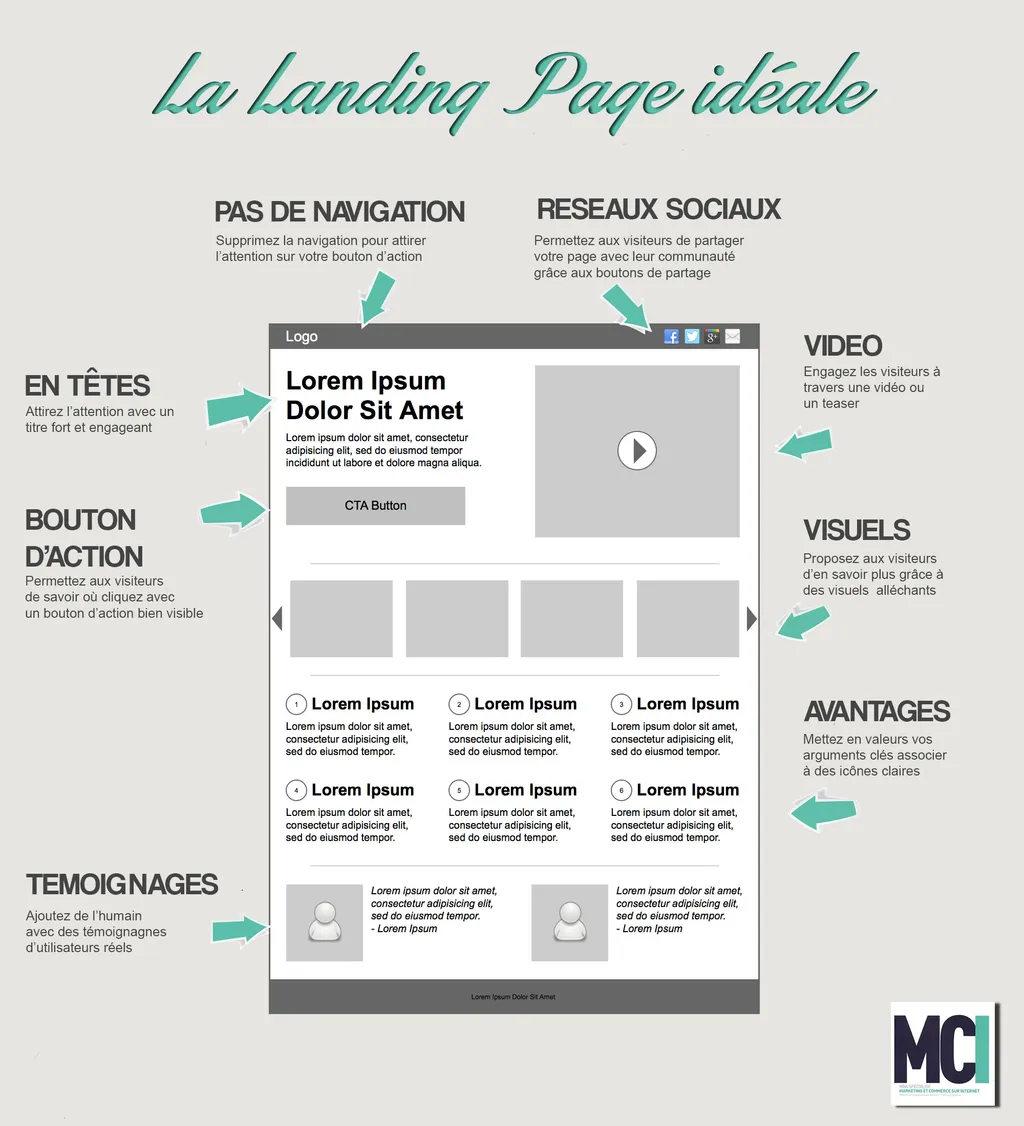 La Landing Page idéale
PAS DE NAVIGATION
Supprimez la navigation pour attirer
l'attention sur votre bouton d'action
RESEAUX SOCIAUX
Permettez aux visiteurs de partager
votre page avec leur communauté
grâce aux boutons de partage
EN TÊTES
Attirez l'attention avec un
titre fort et engageant
BOUTON
D'ACTION
Permettez aux visiteurs
de savoir où cliquez avec
un bouton d'action bien visible
TEMOIGNAGES
Ajoutez de l'humain
avec des témoignagnes
d'utilisateurs réels
Logo
f
g+
Lorem Ipsum
Dolor Sit Amet
Lorem ipsum dolor sit amet, consectetur
adipisicing elit, sed do eiusmod tempor
incididunt ut labore et dolore magna aliqua.
CTA Button
1 Lorem Ipsum
Lorem ipsum dolor sit amet,
consectetur adipisicing elit,
sed do eiusmod tempor.
2 Lorem Ipsum
Lorem ipsum dolor sit amet,
consectetur adipisicing elit,
sed do eiusmod tempor.
3 Lorem Ipsum
Lorem ipsum dolor sit amet,
consectetur adipisicing elit,
sed do eiusmod tempor.
4 Lorem Ipsum
Lorem ipsum dolor sit amet,
consectetur adipisicing elit,
sed do eiusmod tempor.
5 Lorem Ipsum
Lorem ipsum dolor sit amet,
consectetur adipisicing elit,
sed do eiusmod tempor.
6 Lorem Ipsum
Lorem ipsum dolor sit amet,
consectetur adipisicing elit,
sed do eiusmod tempor.
Lorem ipsum dolor sit amet,
consectetur adipisicing elit,
sed do eiusmod tempor.
- Lorem Ipsum
Lorem ipsum dolor sit amet,
consectetur adipisicing elit,
sed do eiusmod tempor.
- Lorem Ipsum
Lorem Ipsum Dolor Sit Amet
VIDEO
Engagez les visiteurs à
travers une vidéo ou
un teaser
VISUELS
Proposez aux visiteurs
d'en savoir plus grâce à
des visuels alléchants
AVANTAGES
Mettez en valeurs vos
arguments clés associer
à des icônes claires
MCI
MARKETING ET COMMERCE SUR INTERNET